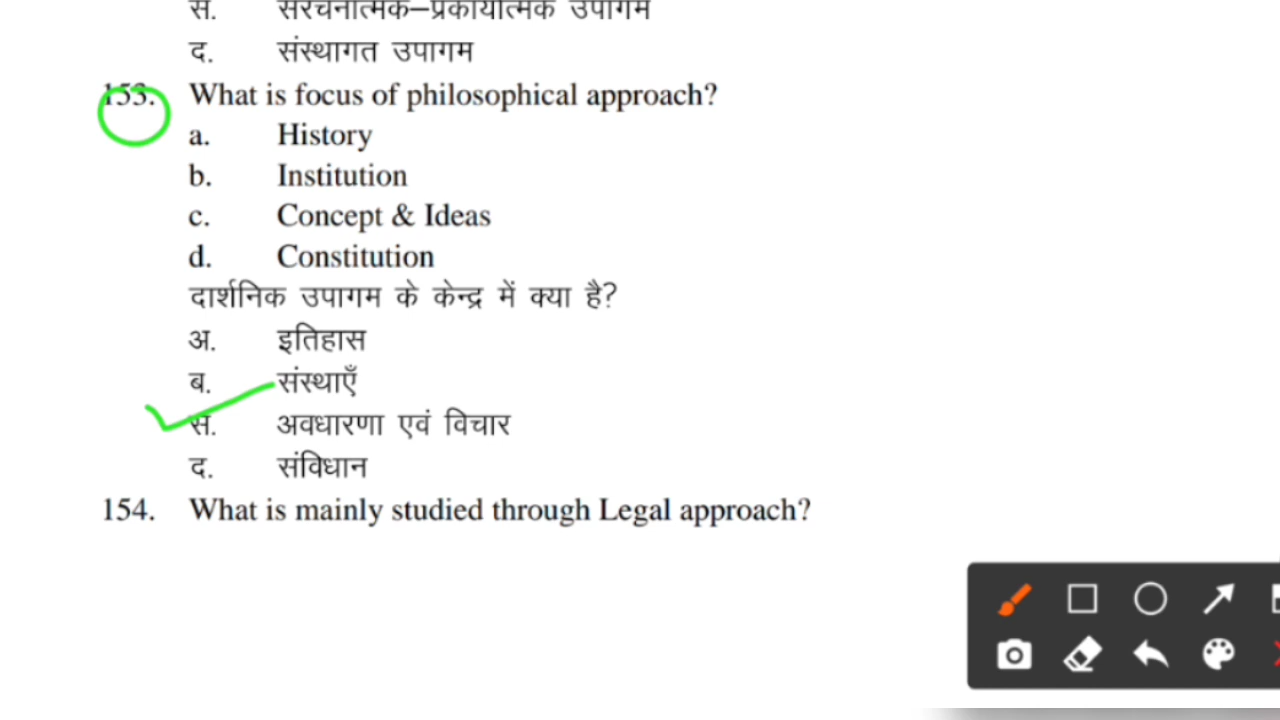 स. संरचनात्मक–प्रकार्यात्मक उपागम
द. संस्थागत उपागम
153. What is focus of philosophical approach?
a. History
b. Institution
c. Concept & Ideas
d. Constitution
दार्शनिक उपागम के केन्द्र में क्या है?
अ. इतिहास
ब. संस्थाएँ
स. अवधारणा एवं विचार
द. संविधान
154. What is mainly studied through Legal approach?